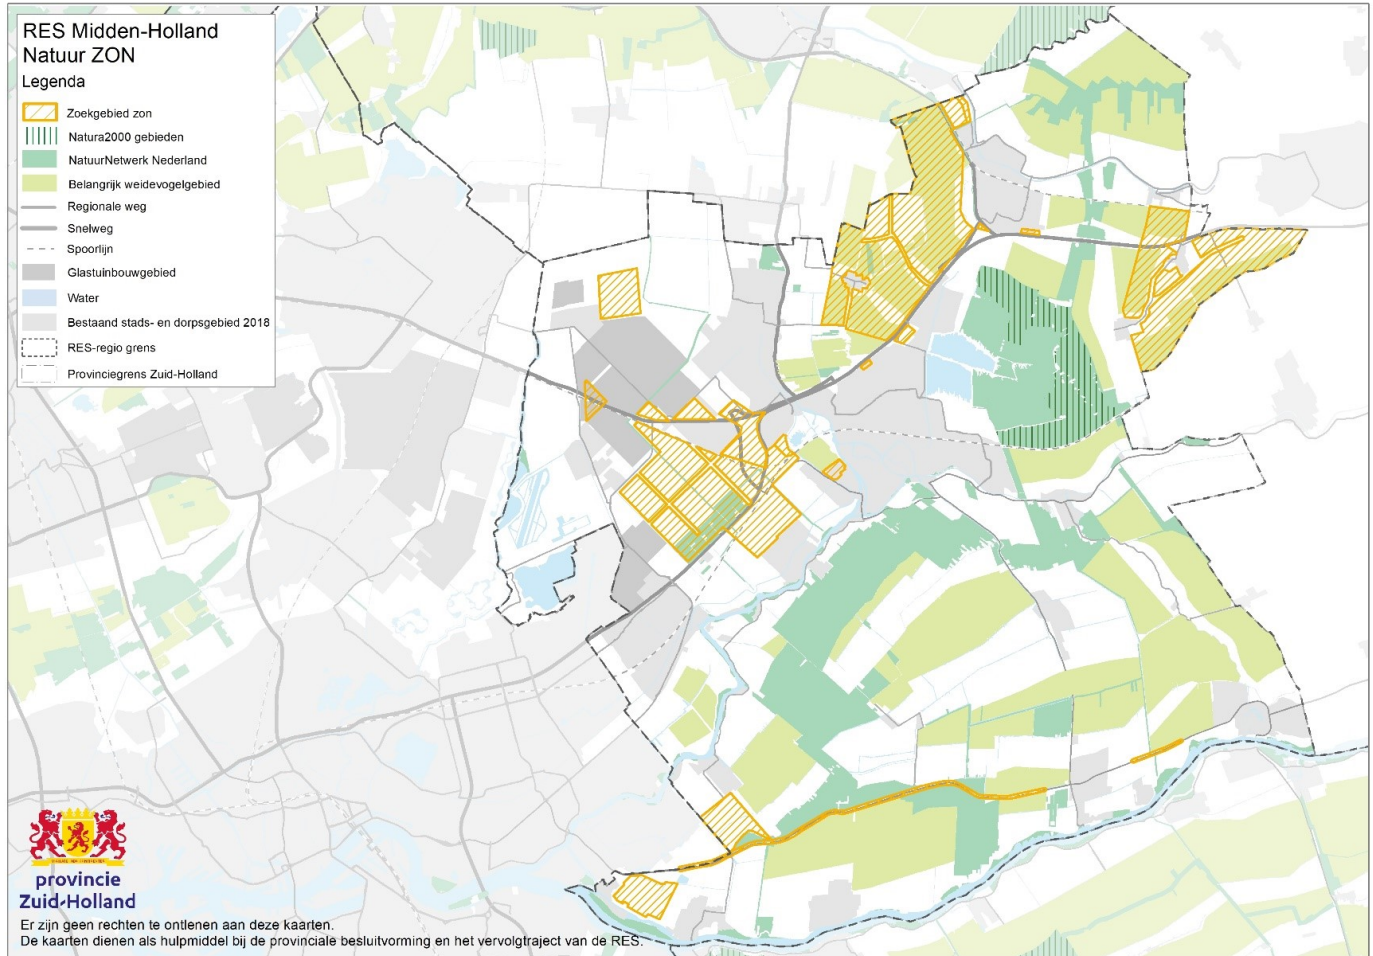 RES Midden-Holland
Natuur ZON
Legenda
Zoekgebied zon
Natura2000 gebieden
NatuurNetwerk Nederland
Belangrijk weidevogelgebied
Regionale weg
Snelweg
Spoorlijn
Glastuinbouwgebied
Water
Bestaand stads- en dorpsgebied 2018
RES-regio grens
Provinciegrens Zuid-Holland
provincie
Zuid-Holland
Er zijn geen rechten te ontlenen aan deze kaarten.
De kaarten dienen als hulpmiddel bij de provinciale besluitvorming en het vervolgtraject van de RES.